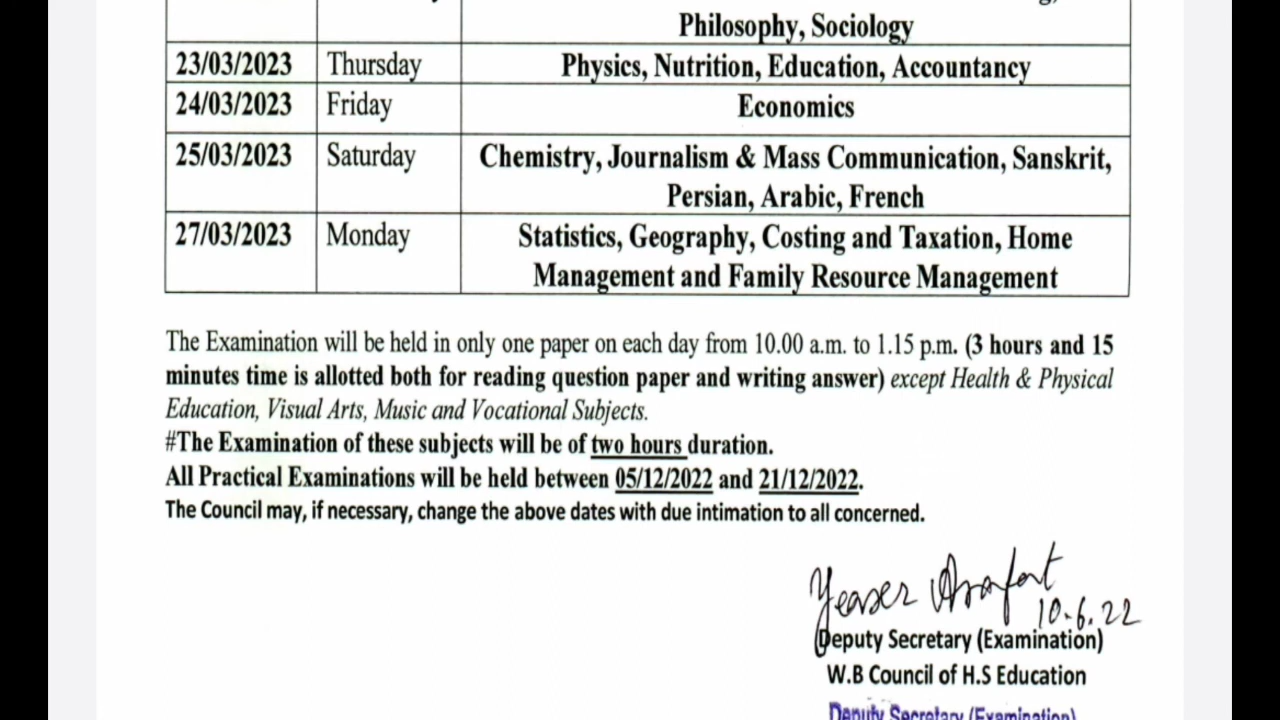 Philosophy, Sociology
23/03/2023 Thursday Physics, Nutrition, Education, Accountancy
24/03/2023 Friday Economics
25/03/2023 Saturday Chemistry, Journalism & Mass Communication, Sanskrit,
Persian, Arabic, French
27/03/2023 Monday Statistics, Geography, Costing and Taxation, Home
Management and Family Resource Management
The Examination will be held in only one paper on each day from 10.00 a.m. to 1.15 p.m. (3 hours and 15
minutes time is allotted both for reading question paper and writing answer) except Health & Physical
Education, Visual Arts, Music and Vocational Subjects.
#The Examination of these subjects will be of two hours duration.
All Practical Examinations will be held between 05/12/2022 and 21/12/2022.
The Council may, if necessary, change the above dates with due intimation to all concerned.
Yeaser Arafat
10.6.22
Deputy Secretary (Examination)
W.B Council of H.S Education
Deputy Secretary (Examination)